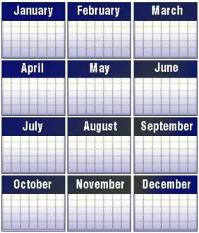 January February March
April May June
July August September
October November December